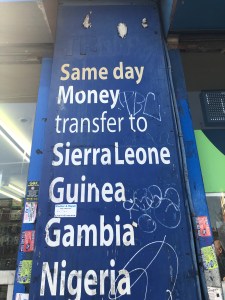 Same day
Money
transfer to
Sierra Leone
Guinea
Gambia
Nigeria